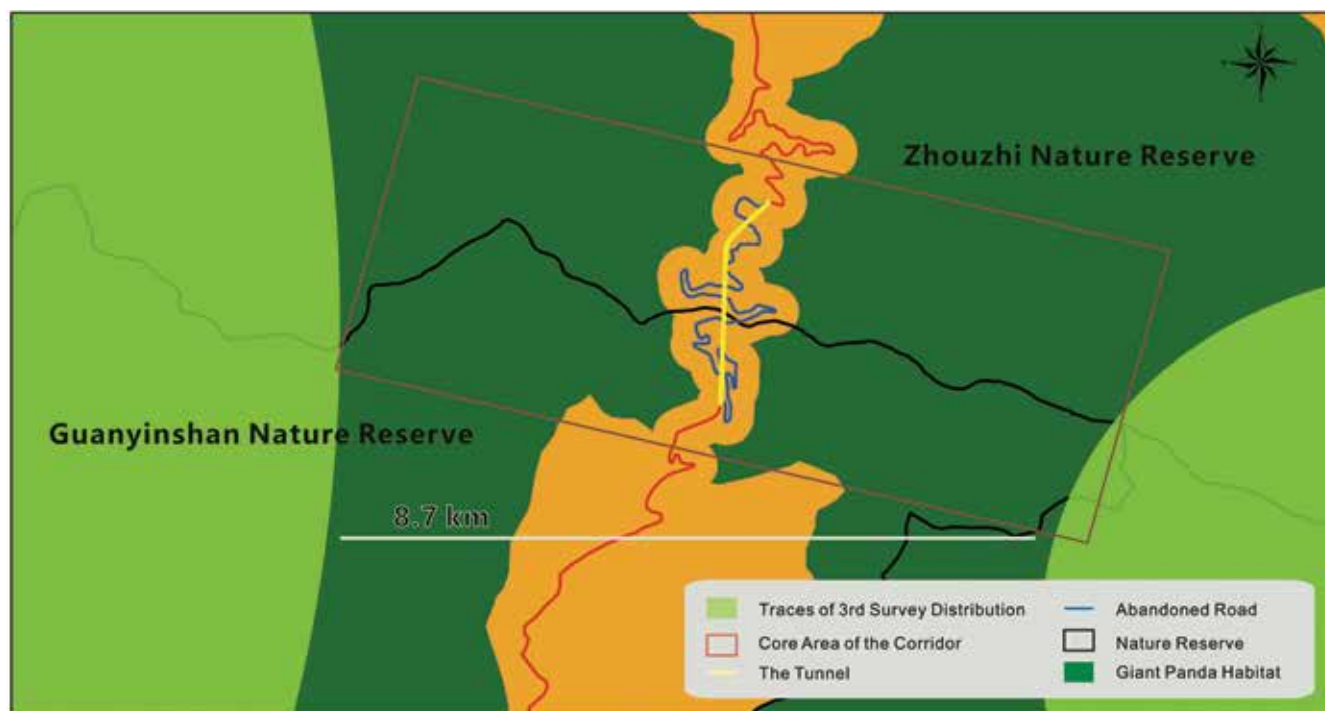 Zhouzhi Nature Reserve
Guanyinshan Nature Reserve
8.7 km
Traces of 3rd Survey Distribution
Core Area of the Corridor
The Tunnel
Abandoned Road
Nature Reserve
Giant Panda Habitat